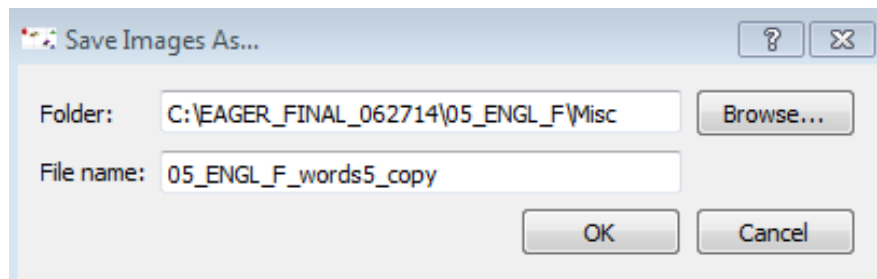 Save Images As...
Folder: C:\EAGER_FINAL_062714\05_ENGL_F\Misc Browse...
File name: 05_ENGL_F_words5_copy
OK Cancel